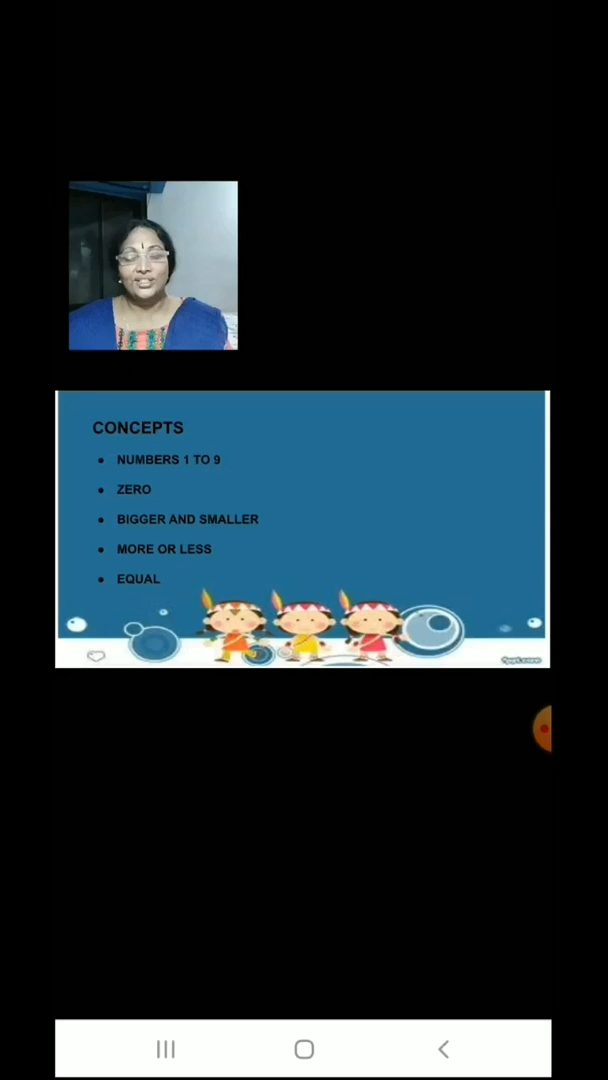 CONCEPTS
• NUMBERS 1 TO 9
• ZERO
• BIGGER AND SMALLER
• MORE OR LESS
• EQUAL